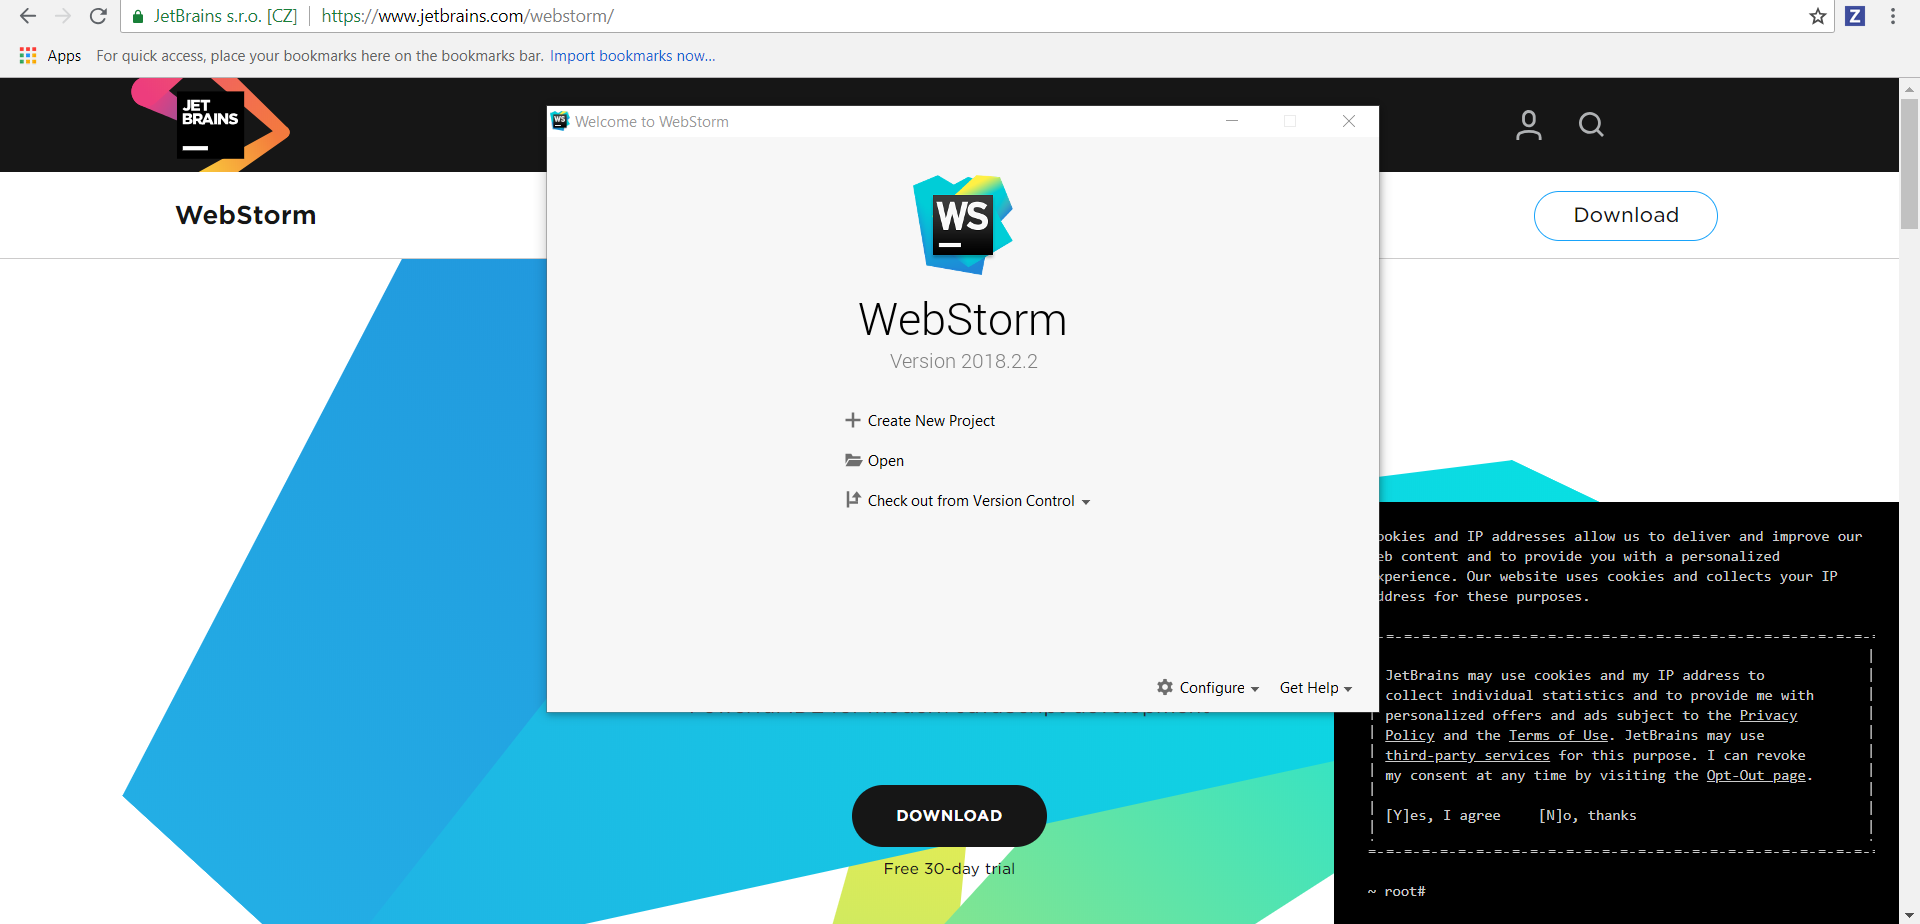 JetBrains s.r.o. [CZ] https://www.jetbrains.com/webstorm/
Z
Apps For quick access, place your bookmarks here on the bookmarks bar. Import bookmarks now...
JET
BRAINS
WS Welcome to WebStorm
WebStorm
Download
WS
WebStorm
Version 2018.2.2
Create New Project
Open
Check out from Version Control
Configure Get Help
DOWNLOAD
Free 30-day trial
and IP addresses allow us to deliver and improve our
content and to provide you with a personalized
Our website uses cookies and collects your IP
for these purposes.
JetBrains may use cookies and my IP address to
collect individual statistics and to provide me with
personalized offers and ads subject to the Privacy
Policy and the Terms of Use. JetBrains may use
third-party services for this purpose. I can revoke
my consent at any time by visiting the Opt-Out page.
[Y]es, I agree [N]o, thanks
~ root#